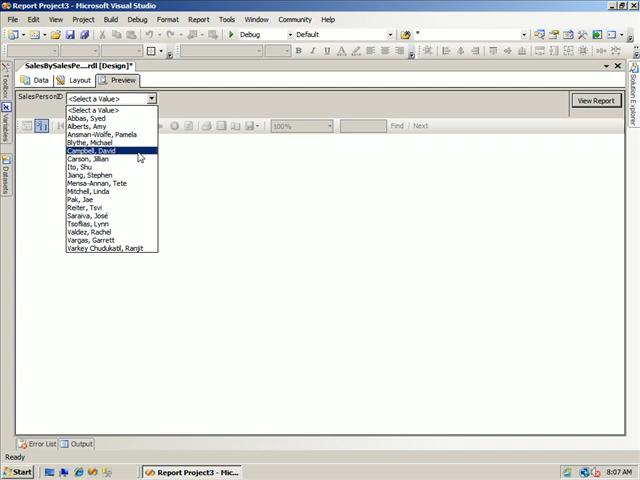 Report Project3 - Microsoft Visual Studio
File Edit View Project Build Debug Format Report Tools Window Community Help
Debug Default *
B I U
SalesBySalesPe....rdl [Design]*
Data Layout Preview
SalesPersonID <Select a Value> View Report
<Select a Value>
Abbas, Syed
Alberts, Amy
Ansman-Wolfe, Pamela
Blythe, Michael
Campbell, David
Carson, Jillian
Ito, Shu
Jiang, Stephen
Mensa-Annan, Tete
Mitchell, Linda
Pak, Jae
Reiter, Tsvi
Saraiva, José
Tsoflias, Lynn
Valdez, Rachel
Vargas, Garrett
Varkey Chudukatil, Ranjit
100% Find | Next
Toolbox
Variables
Datasets
Solution Explorer
Error List Output
Ready
Start Report Project3 - Mic... 8:07 AM